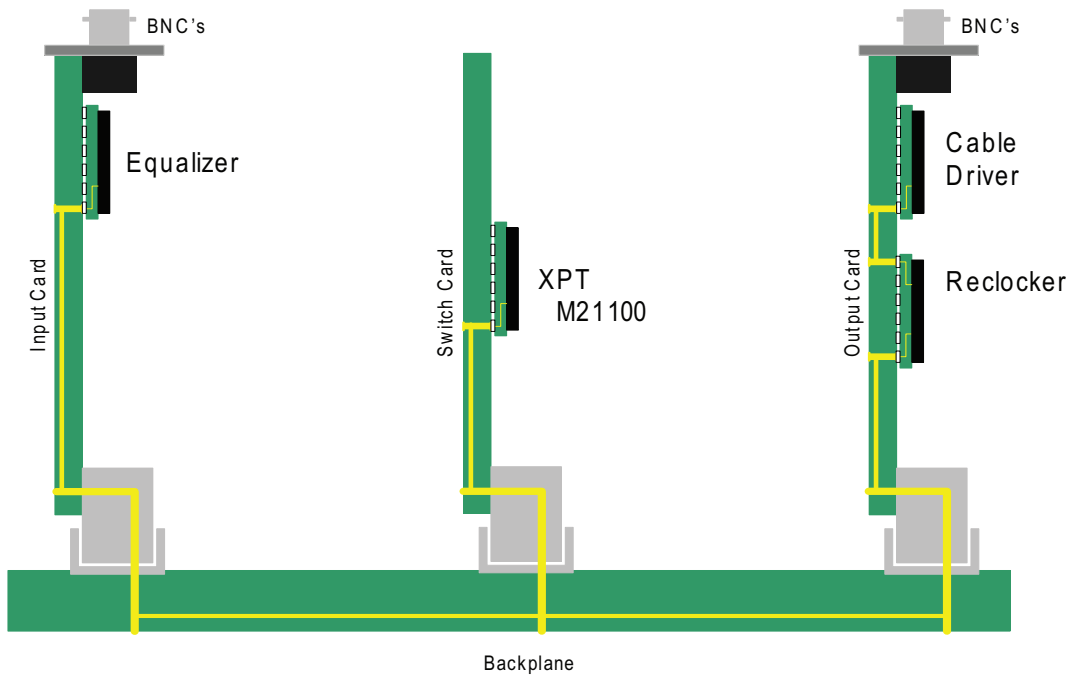 BNC's
Equalizer
Input Card
XPT
M21100
Switch Card
BNC's
Cable
Driver
Reclocker
Output Card
Backplane